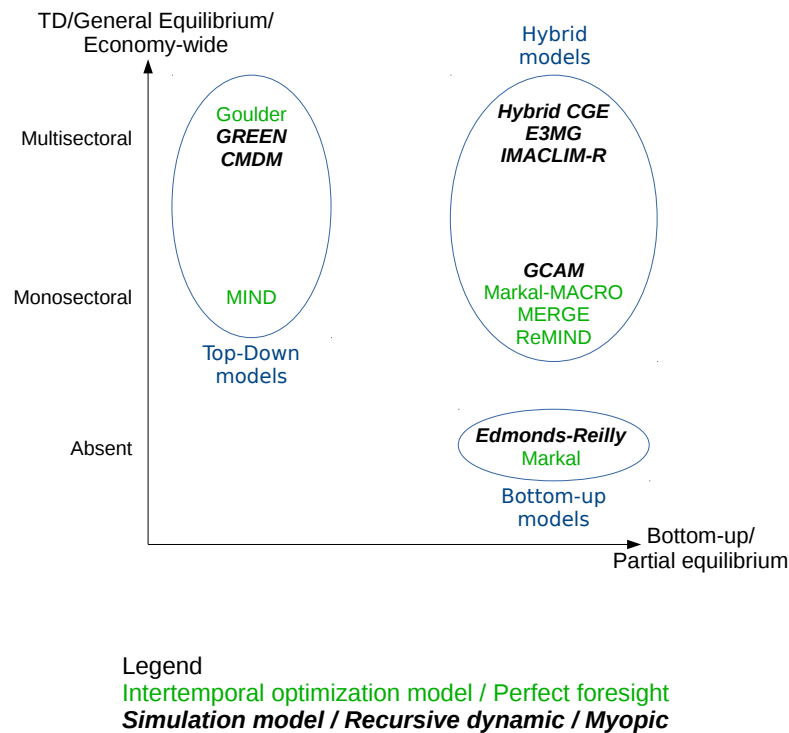 TD/General Equilibrium/
Economy-wide
Hybrid
models
Multisectoral
Goulder
GREEN
CMDM
Hybrid CGE
E3MG
IMACLIM-R
Monosectoral
MIND
GCAM
Markal-MACRO
MERGE
ReMIND
Top-Down
models
Absent
Edmonds-Reilly
Markal
Bottom-up
models
Bottom-up/
Partial equilibrium
Legend
Intertemporal optimization model / Perfect foresight
Simulation model / Recursive dynamic / Myopic